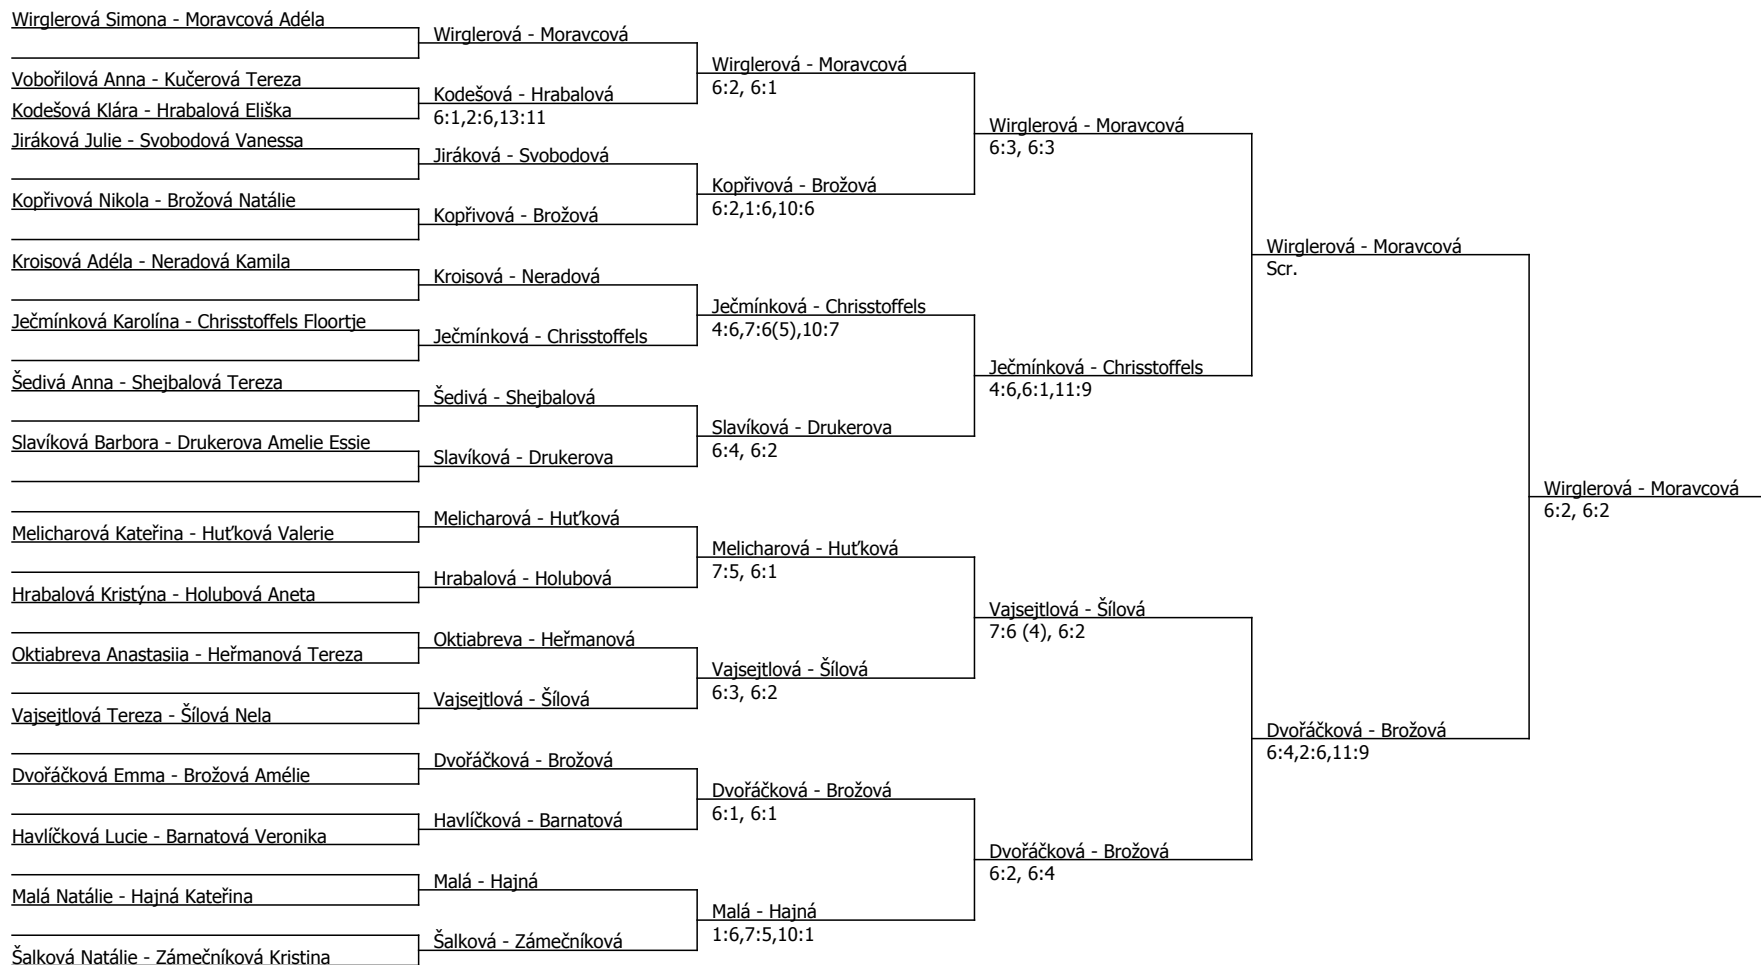 Wirglerová Simona - Moravcová Adéla
Vobořilová Anna - Kučerová Tereza
Kodešová Klára - Hrabalová Eliška
Jiráková Julie - Svobodová Vanessa
Kopřivová Nikola - Brožová Natálie
Kroisová Adéla - Neradová Kamila
Ječmínková Karolína - Chrisstoffels Floortje
Šedivá Anna - Shejbalová Tereza
Slavíková Barbora - Drukerova Amelie Essie
Melicharová Kateřina - Huťková Valerie
Hrabalová Kristýna - Holubová Aneta
Oktiabreva Anastasiia - Heřmanová Tereza
Vajsejtlová Tereza - Šílová Nela
Dvořáčková Emma - Brožová Amélie
Havlíčková Lucie - Barnatová Veronika
Malá Natálie - Hajná Kateřina
Šalková Natálie - Zámečníková Kristina
Wirglerová - Moravcová
Kodešová - Hrabalová
6:1,2:6,13:11
Jiráková - Svobodová
Kopřivová - Brožová
Kroisová - Neradová
Ječmínková - Chrisstoffels
Šedivá - Shejbalová
Slavíková - Drukerova
Melicharová - Huťková
Hrabalová - Holubová
Oktiabreva - Heřmanová
Vajsejtlová - Šílová
Dvořáčková - Brožová
Havlíčková - Barnatová
Malá - Hajná
Šalková - Zámečníková
Wirglerová - Moravcová
6:2, 6:1
Kopřivová - Brožová
6:2,1:6,10:6
Ječmínková - Chrisstoffels
4:6,7:6(5),10:7
Slavíková - Drukerova
6:4, 6:2
Melicharová - Huťková
7:5, 6:1
Vajsejtlová - Šílová
6:3, 6:2
Dvořáčková - Brožová
6:1, 6:1
Malá - Hajná
1:6,7:5,10:1
Wirglerová - Moravcová
6:3, 6:3
Ječmínková - Chrisstoffels
4:6,6:1,11:9
Vajsejtlová - Šílová
7:6 (4), 6:2
Dvořáčková - Brožová
6:2, 6:4
Wirglerová - Moravcová
Scr.
Dvořáčková - Brožová
6:4,2:6,11:9
Wirglerová - Moravcová
6:2, 6:2